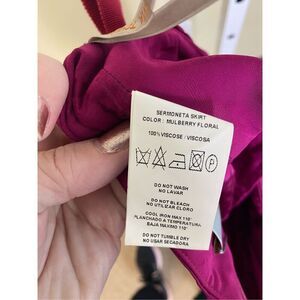 SERMONETA SKIRT
COLOR : MULBERRY FLORAL
100% VISCOSE / VISCOSA
DO NOT WASH
NO LAVAR
DO NOT BLEACH
NO UTILIZAR CLORO
COOL IRON MAX 110°
PLANCHADO A TEMPERATURA
BAJA MAXIMO 110°
DO NOT TUMBLE DRY
NO USAR SECADORA